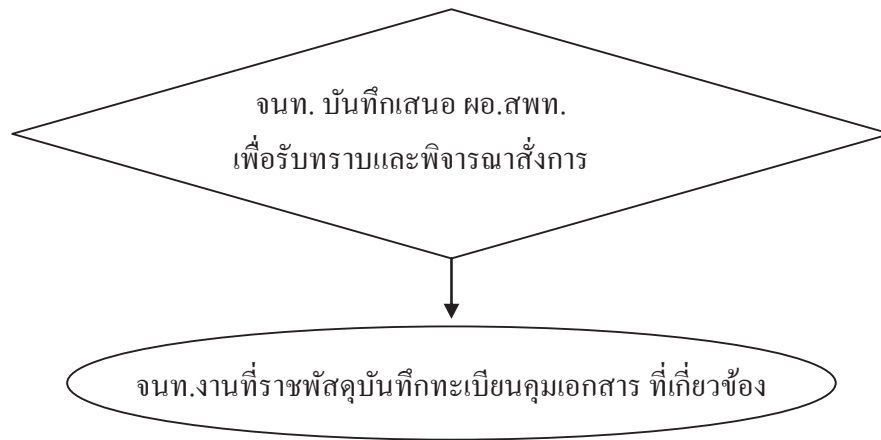 จนท. บันทึกเสนอ ผอ.สพท.
เพื่อรับทราบและพิจารณาสั่งการ
จนท.งานที่ราชพัสดุบันทึกทะเบียนคุมเอกสาร ที่เกี่ยวข้อง